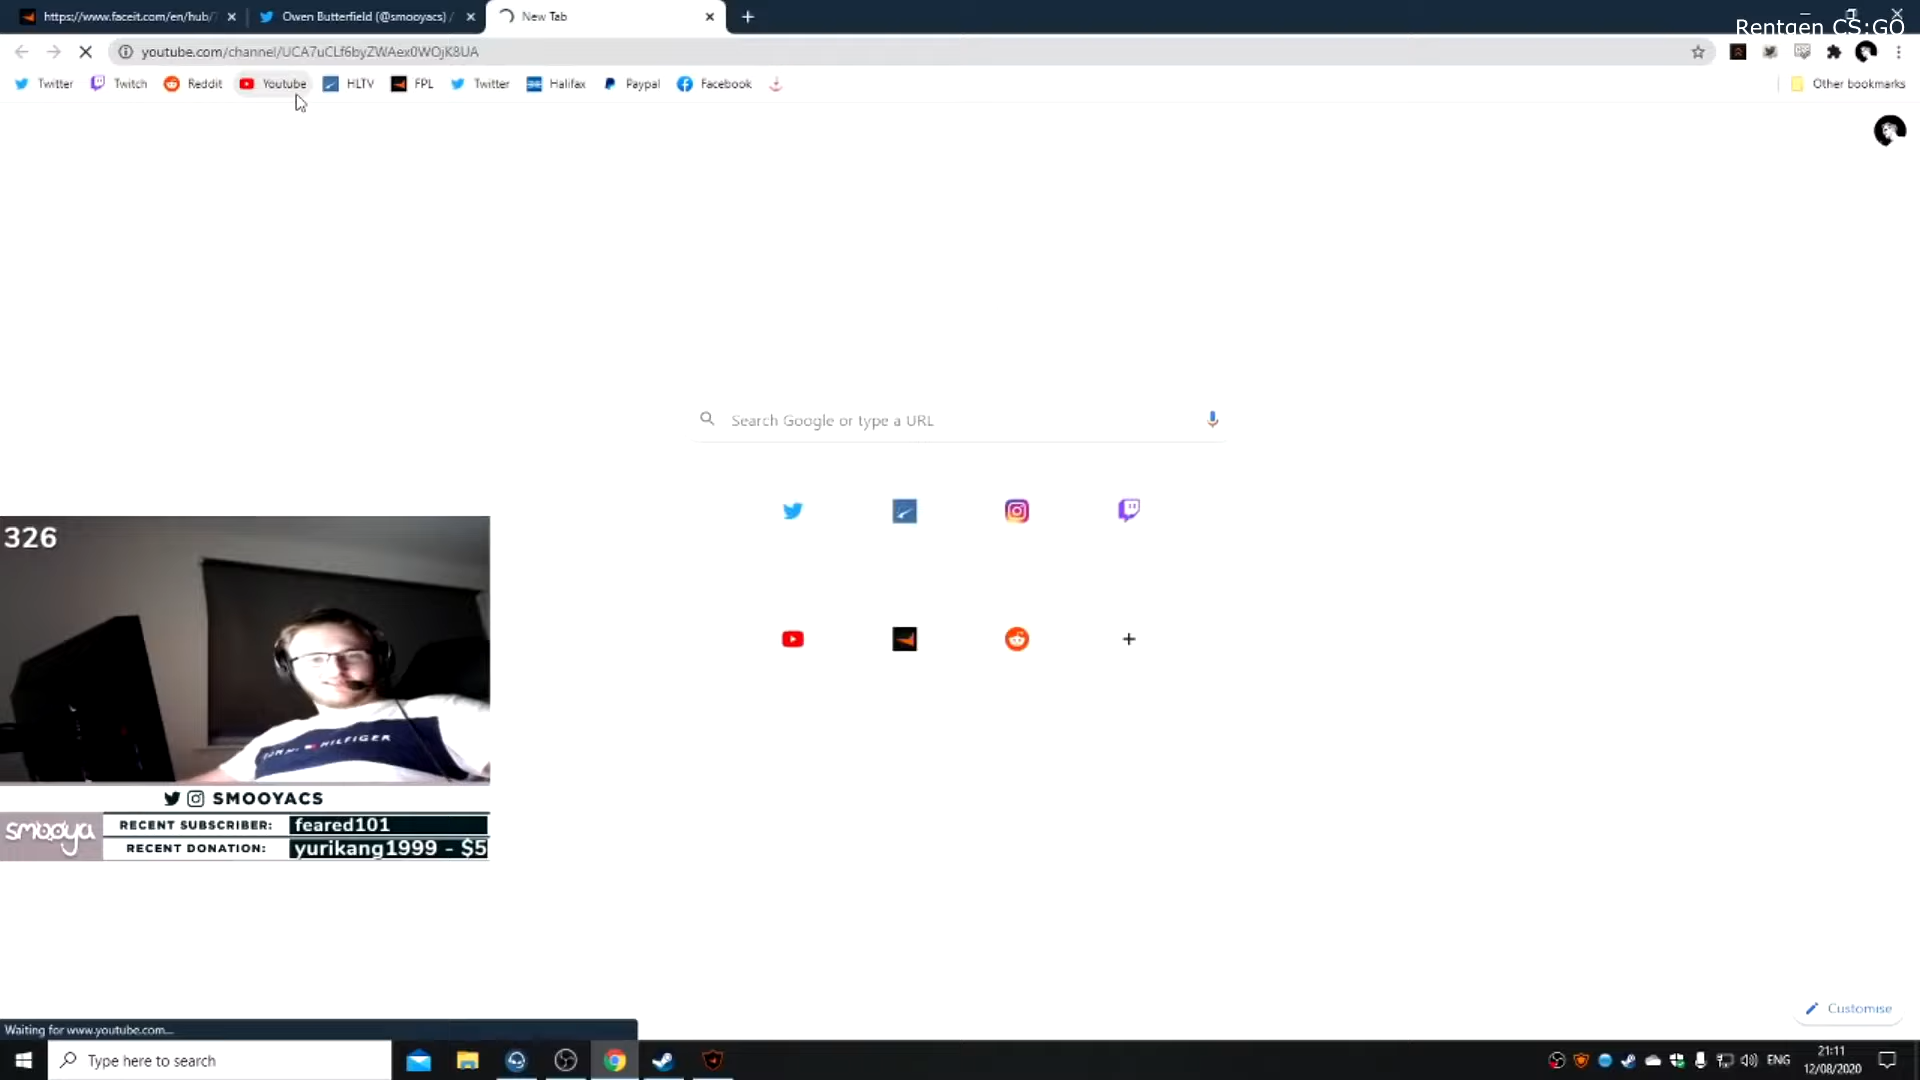 https://www.faceit.com/en/hub/
Owen Butterfield (@smooyacs) /
New Tab
Rentgen CS:GO
youtube.com/channel/UCA7uCLf6byZWAex0WOjK8UA
Twitter
Twitch
Reddit
Youtube
HLTV
FPL
Twitter
Halifax
Paypal
Facebook
Other bookmarks
Search Google or type a URL
326
HILFIGER
SMOOYACS
smooya
RECENT SUBSCRIBER: feared101
RECENT DONATION: yurikang1999 - $5
Customise
Waiting for www.youtube.com...
Type here to search
ENG
21:11
12/08/2020